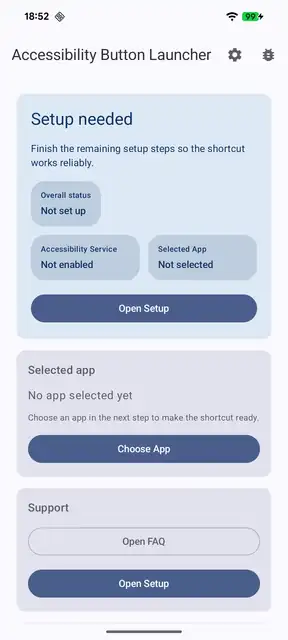 18:52
99
Accessibility Button Launcher
Setup needed
Finish the remaining setup steps so the shortcut
works reliably.
Overall status
Not set up
Accessibility Service
Not enabled
Selected App
Not selected
Open Setup
Selected app
No app selected yet
Choose an app in the next step to make the shortcut ready.
Choose App
Support
Open FAQ
Open Setup